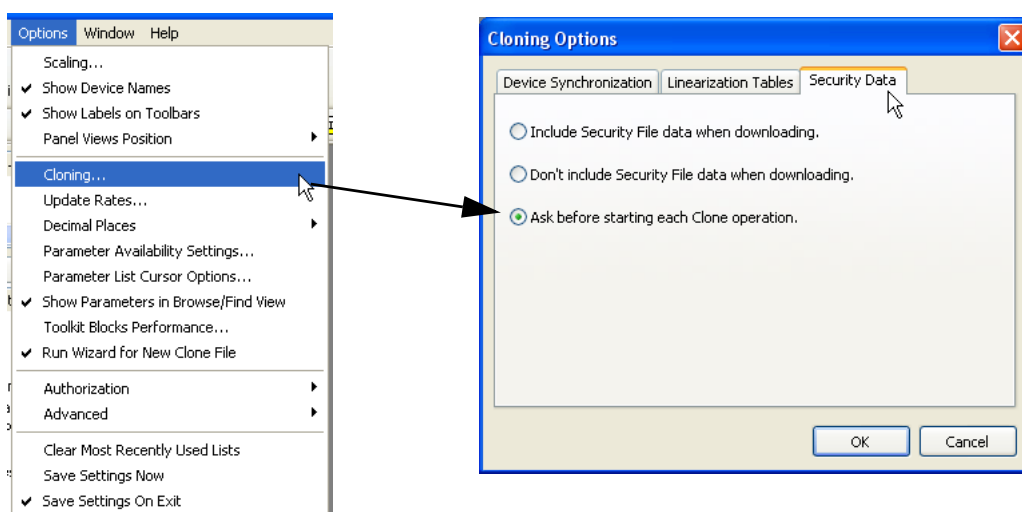 Options Window Help
Scaling...
Show Device Names
Show Labels on Toolbars
Panel Views Position
Cloning...
Update Rates...
Decimal Places
Parameter Availability Settings...
Parameter List Cursor Options...
Show Parameters in Browse/Find View
Toolkit Blocks Performance...
Run Wizard for New Clone File
Authorization
Advanced
Clear Most Recently Used Lists
Save Settings Now
Save Settings On Exit
Cloning Options
Device Synchronization Linearization Tables Security Data
Include Security File data when downloading.
Don't include Security File data when downloading.
Ask before starting each Clone operation.
OK Cancel